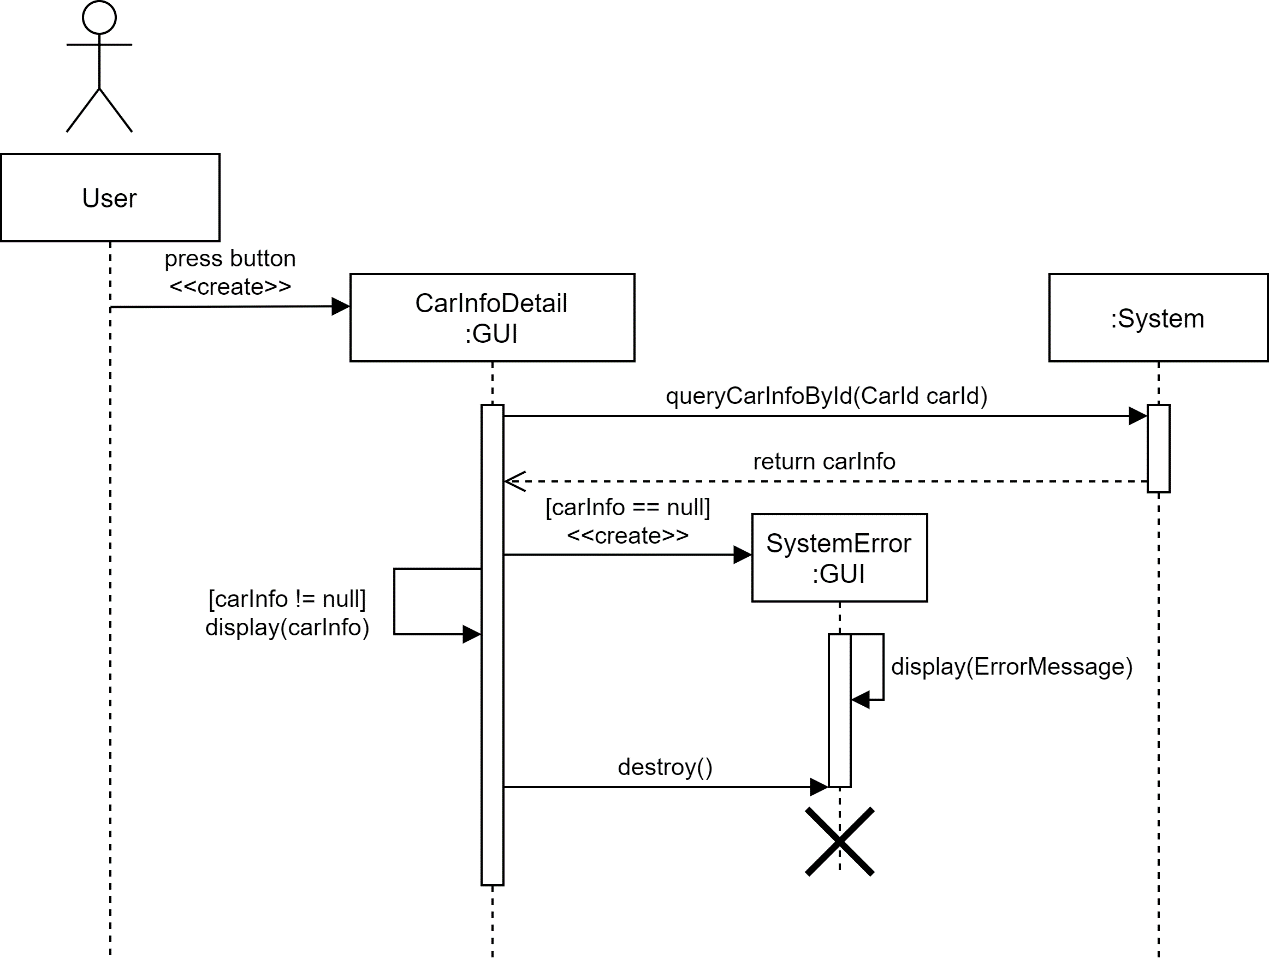 User
press button
<<create>>
CarInfoDetail
:GUI
:System
queryCarInfoById(CarId carId)
return carInfo
[carInfo == null]
<<create>>
SystemError
:GUI
[carInfo != null]
display(carInfo)
display(ErrorMessage)
destroy()